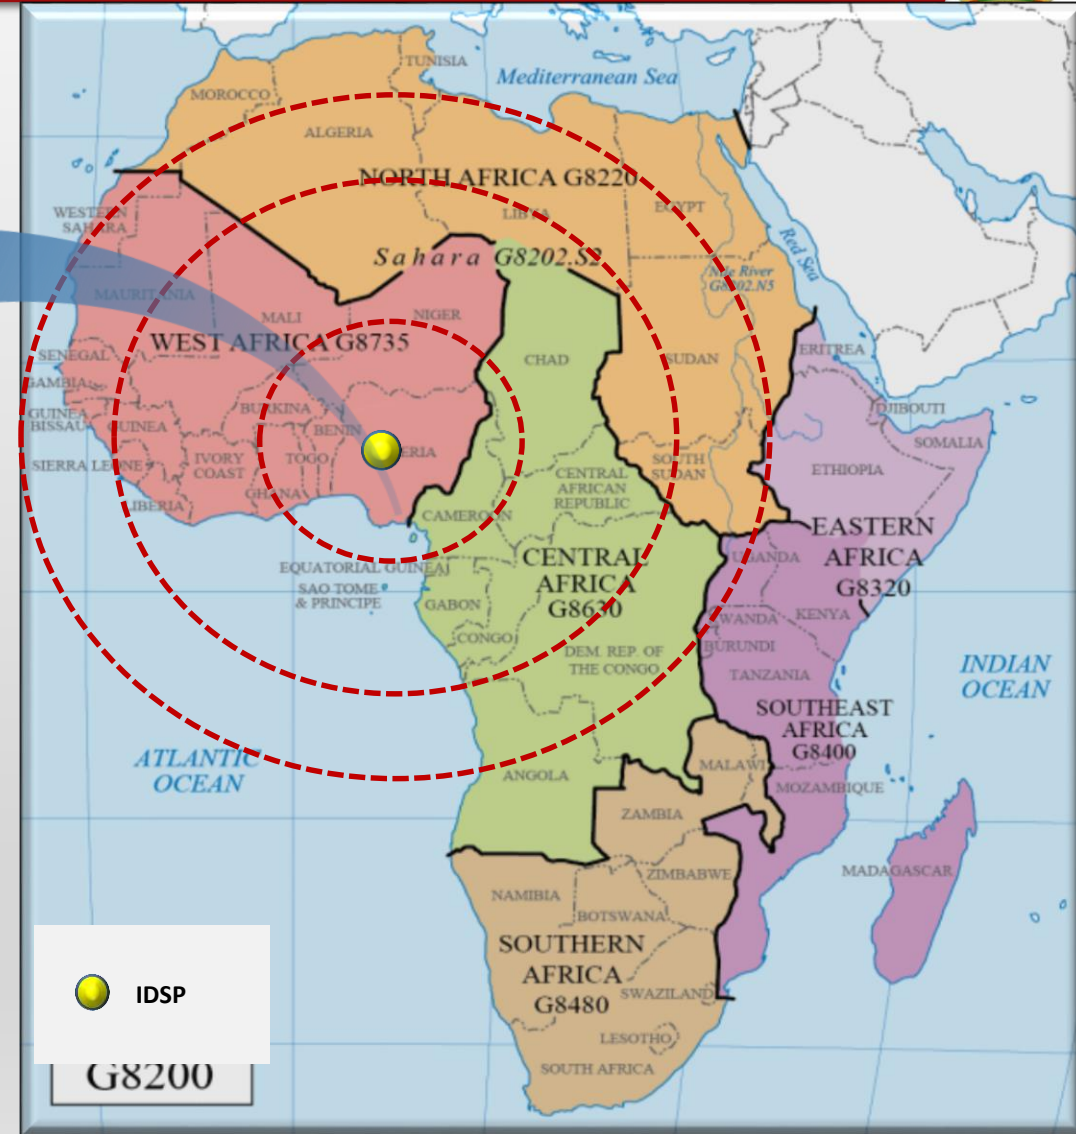 TUNISIA
Mediterranean Sea
MOROCCO
ALGERIA
NORTH AFRICA G8220
WESTERN
SAHARA
LIBYA
EGYPT
Red Sea
Sahara G8202.S2
Nile River
G8202.N5
MAURITANIA
MALI
NIGER
WEST AFRICA G8735
CHAD
SUDAN
ERITREA
SENEGAL
GAMBIA
GUINEA
BISSAU
GUINEA
BURKINA
BENIN
DJIBOUTI
SOMALIA
SIERRA LEONE
IVORY
COAST
TOGO
ERIA
SOUTH
SUDAN
ETHIOPIA
CENTRAL
AFRICAN
REPUBLIC
GHANA
LIBERIA
CAMEROON
EASTERN
AFRICA
G8320
EQUATORIAL GUINEA
CENTRAL
AFRICA
G8630
UGANDA
SAO TOME
& PRINCIPE
GABON
WANDA
KENYA
CONGO
BURUNDI
DEM. REP. OF
THE CONGO
TANZANIA
INDIAN
OCEAN
SOUTHEAST
AFRICA
G8400
ATLANTIC
OCEAN
ANGOLA
MALAWI
MOZAMBIQUE
ZAMBIA
ZIMBABWE
MADAGASCAR
NAMIBIA
BOTSWANA
SOUTHERN
AFRICA
G8480
SWAZILAND
IDSP
LESOTHO
SOUTH AFRICA
G8200